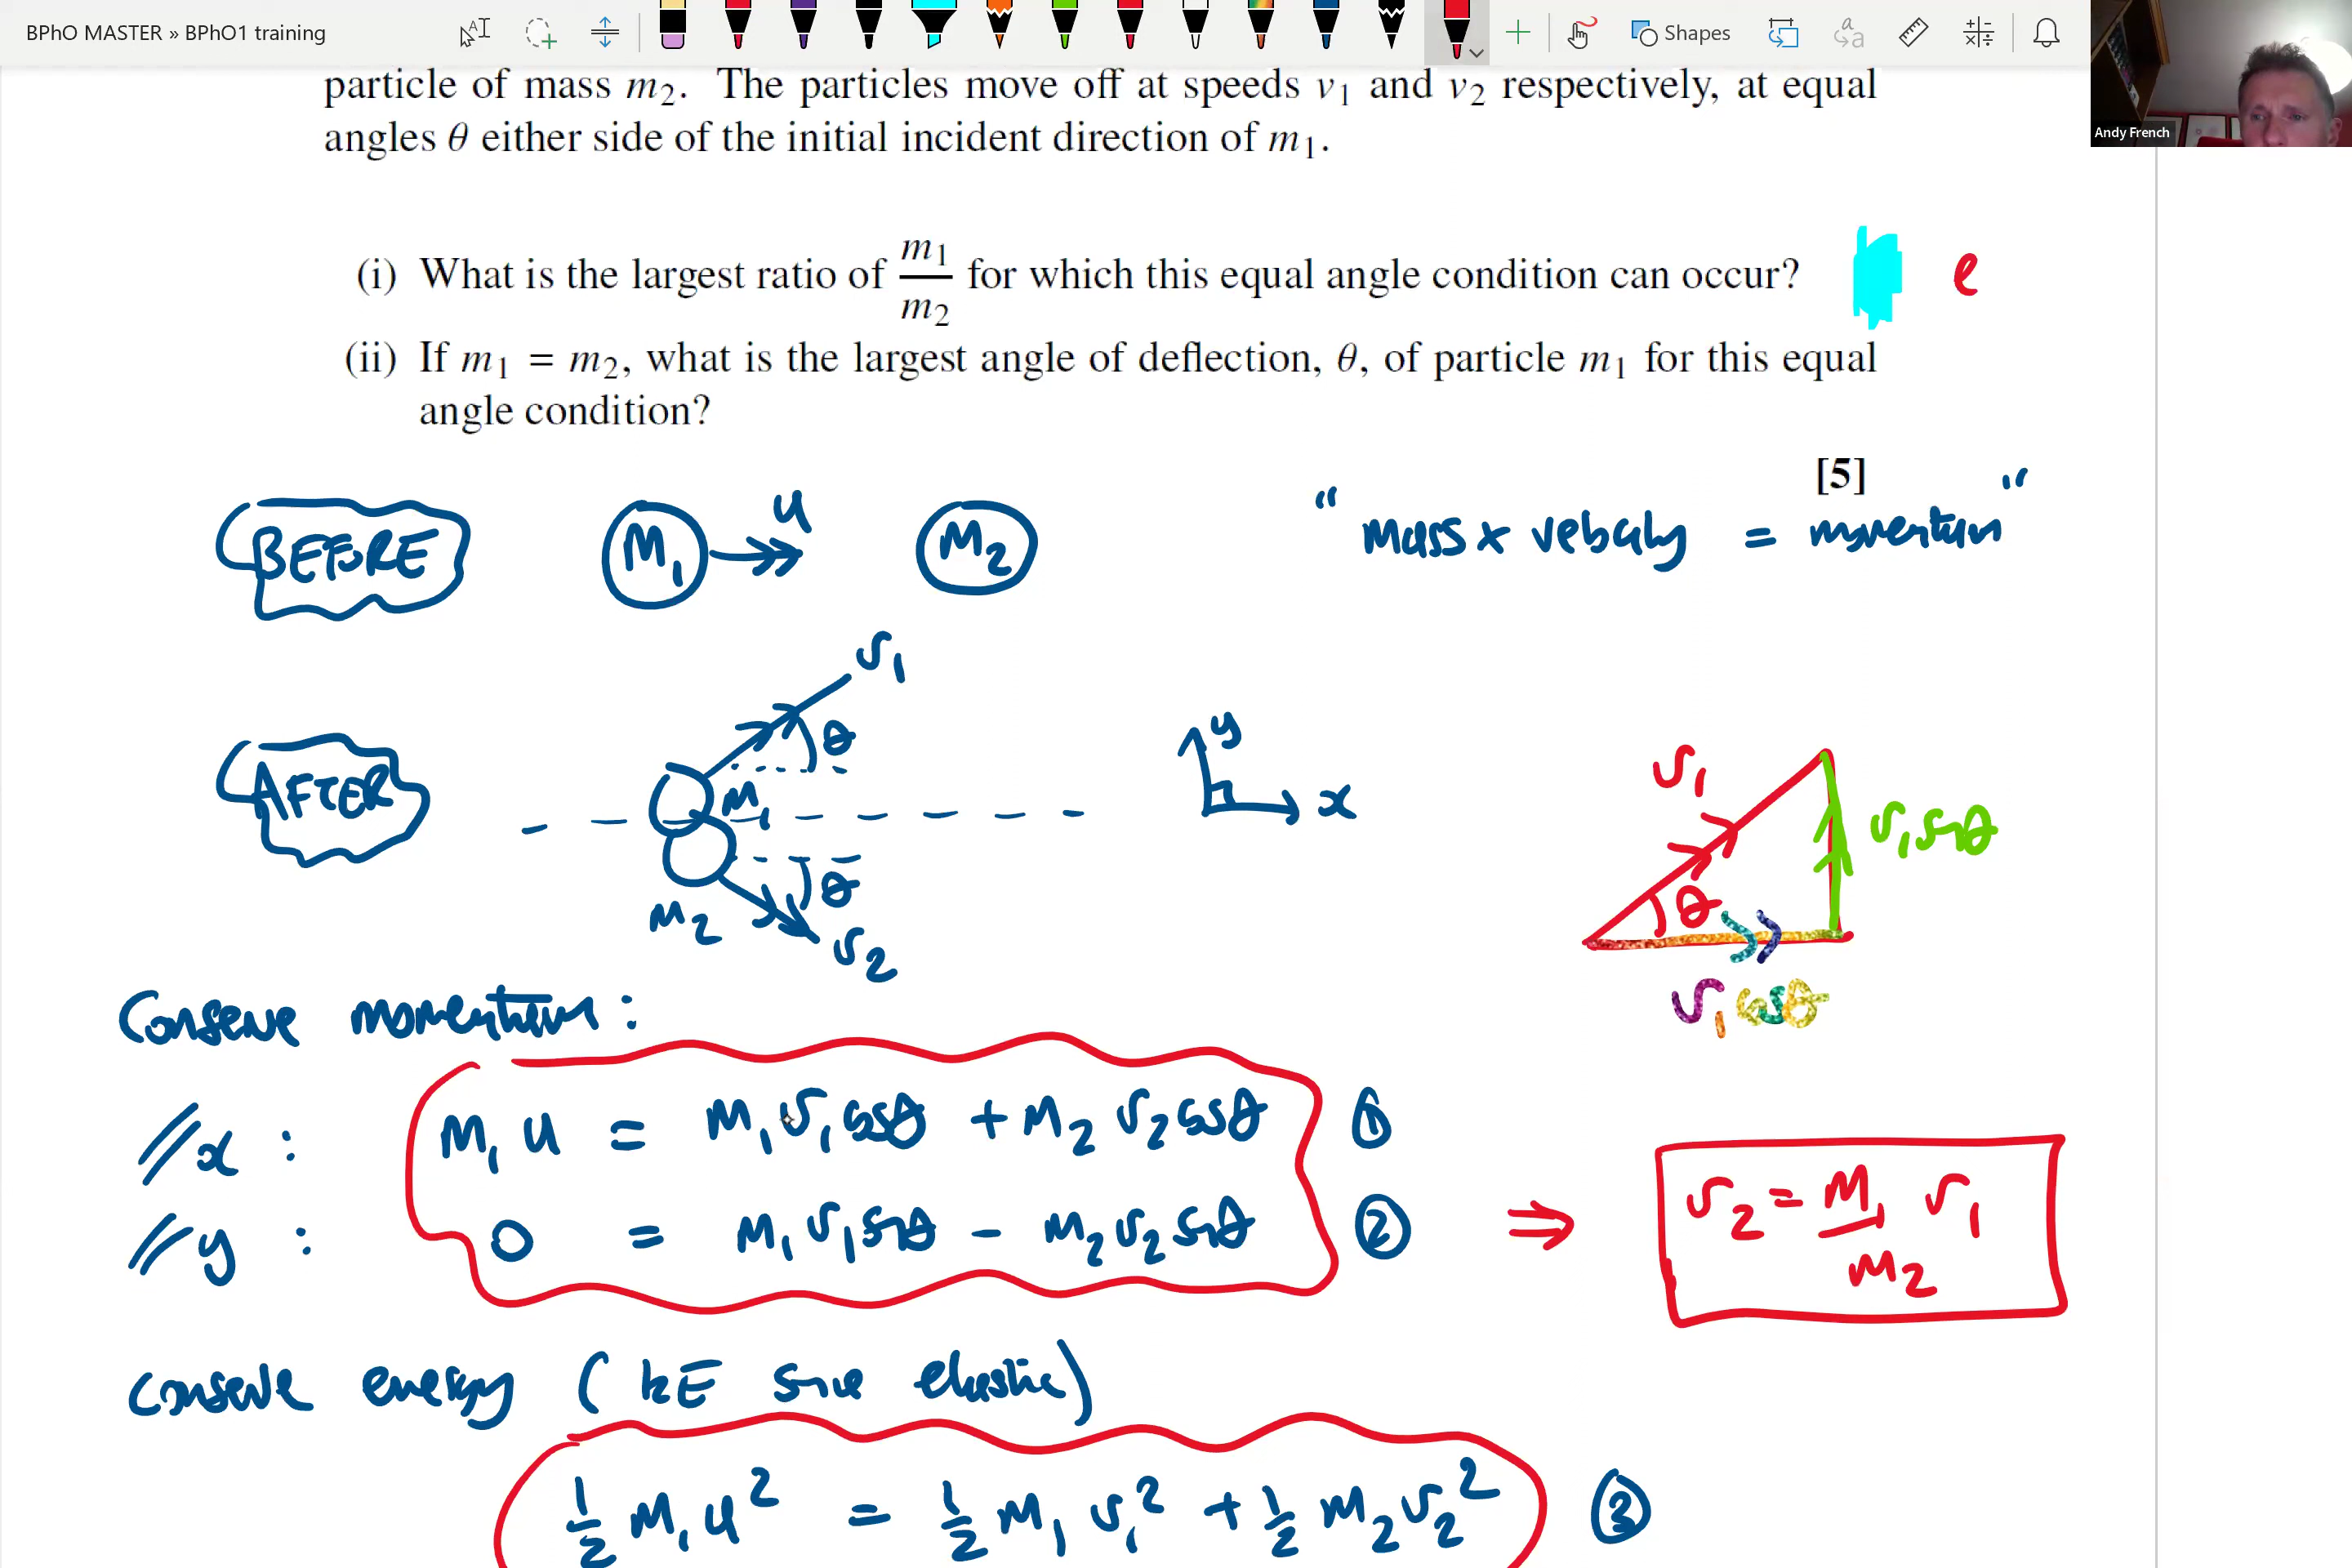 BPhO MASTER » BPhO1 training
Shapes
Andy French
particle of mass m₂. The particles move off at speeds v₁ and v₂ respectively, at equal
angles θ either side of the initial incident direction of m₁.
(i) What is the largest ratio of m₁/m₂ for which this equal angle condition can occur?
e
(ii) If m₁ = m₂, what is the largest angle of deflection, θ, of particle m₁ for this equal
angle condition?
[5]
BEFORE M₁ u M₂
"mass x velocity = momentum"
AFTER
v₁
θ
M₁
θ
M₂
v₂
y
x
v₁
θ
v₁ sinθ
v₁ cosθ
Conserve momentum:
//x : M₁ u = M₁ v₁ cosθ + M₂ v₂ cosθ ①
//y : 0 = M₁ v₁ sinθ - M₂ v₂ sinθ ② ⇒ v₂ = M₁/M₂ v₁
Conserve energy (KE since elastic)
½ M₁ u² = ½ M₁ v₁² + ½ M₂ v₂² ③